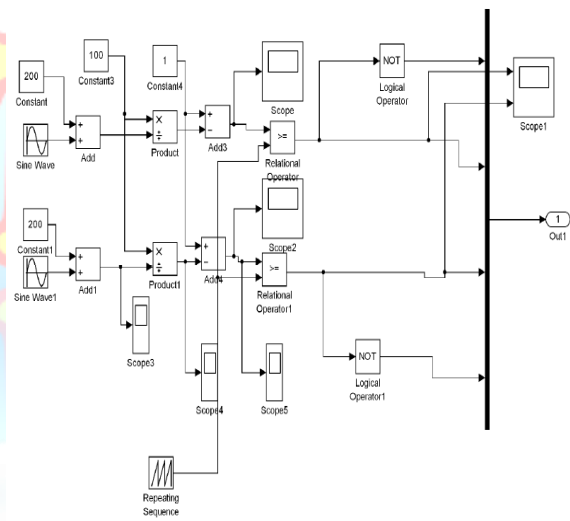 100
Constant3
1
Constant4
200
Constant
Sine Wave
+
+
Add
×
÷
Product
+
−
Add3
Scope
>=
Relational
Operator
NOT
Logical
Operator
Scope1
200
Constant1
Sine Wave1
+
+
Add1
×
÷
Product1
+
−
Add4
Scope2
>=
Relational
Operator1
1
Out1
Scope3
Scope4
Scope5
NOT
Logical
Operator1
Repeating
Sequence